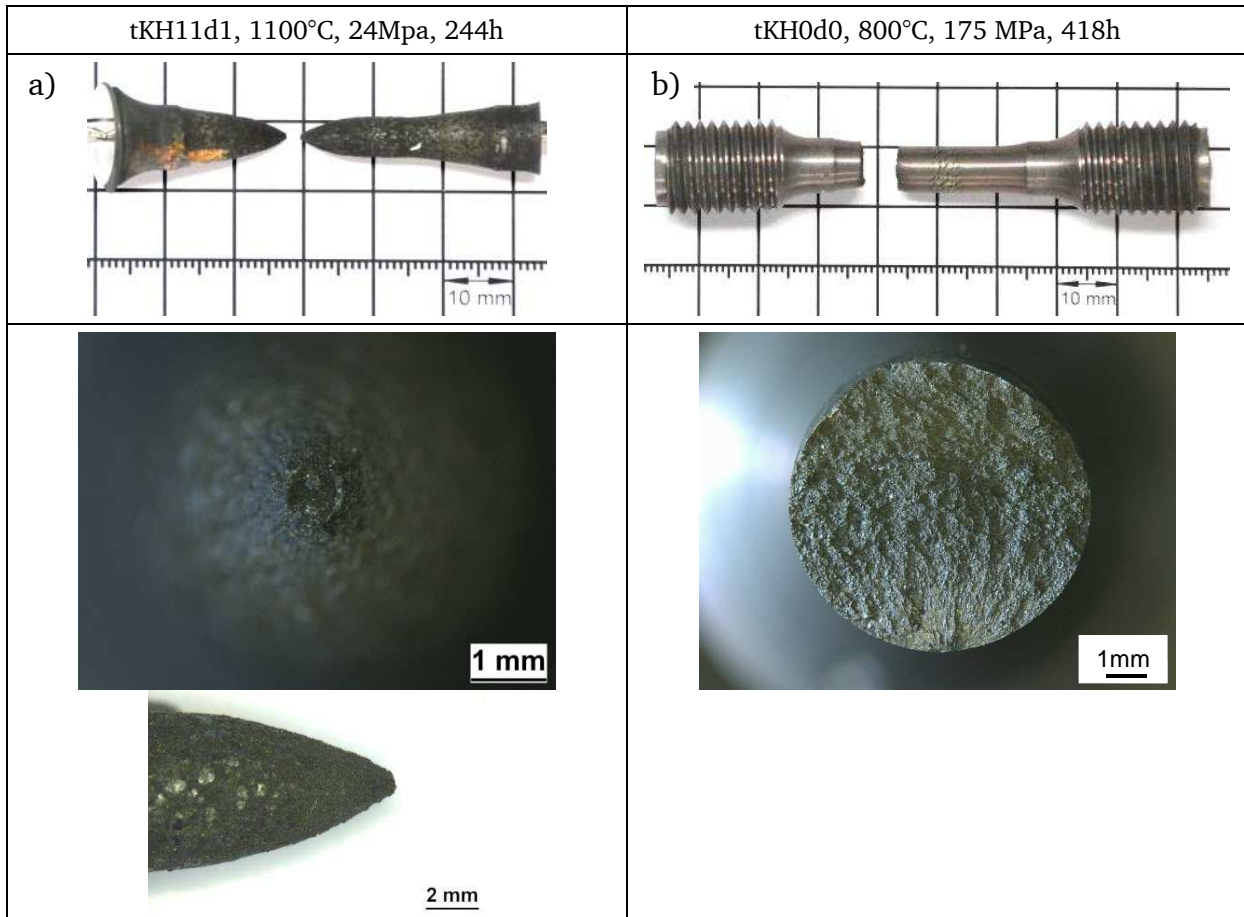 tKH11d1, 1100°C, 24Mpa, 244h
tKH0d0, 800°C, 175 MPa, 418h
a)
b)
10 mm
10 mm
1 mm
1mm
2 mm